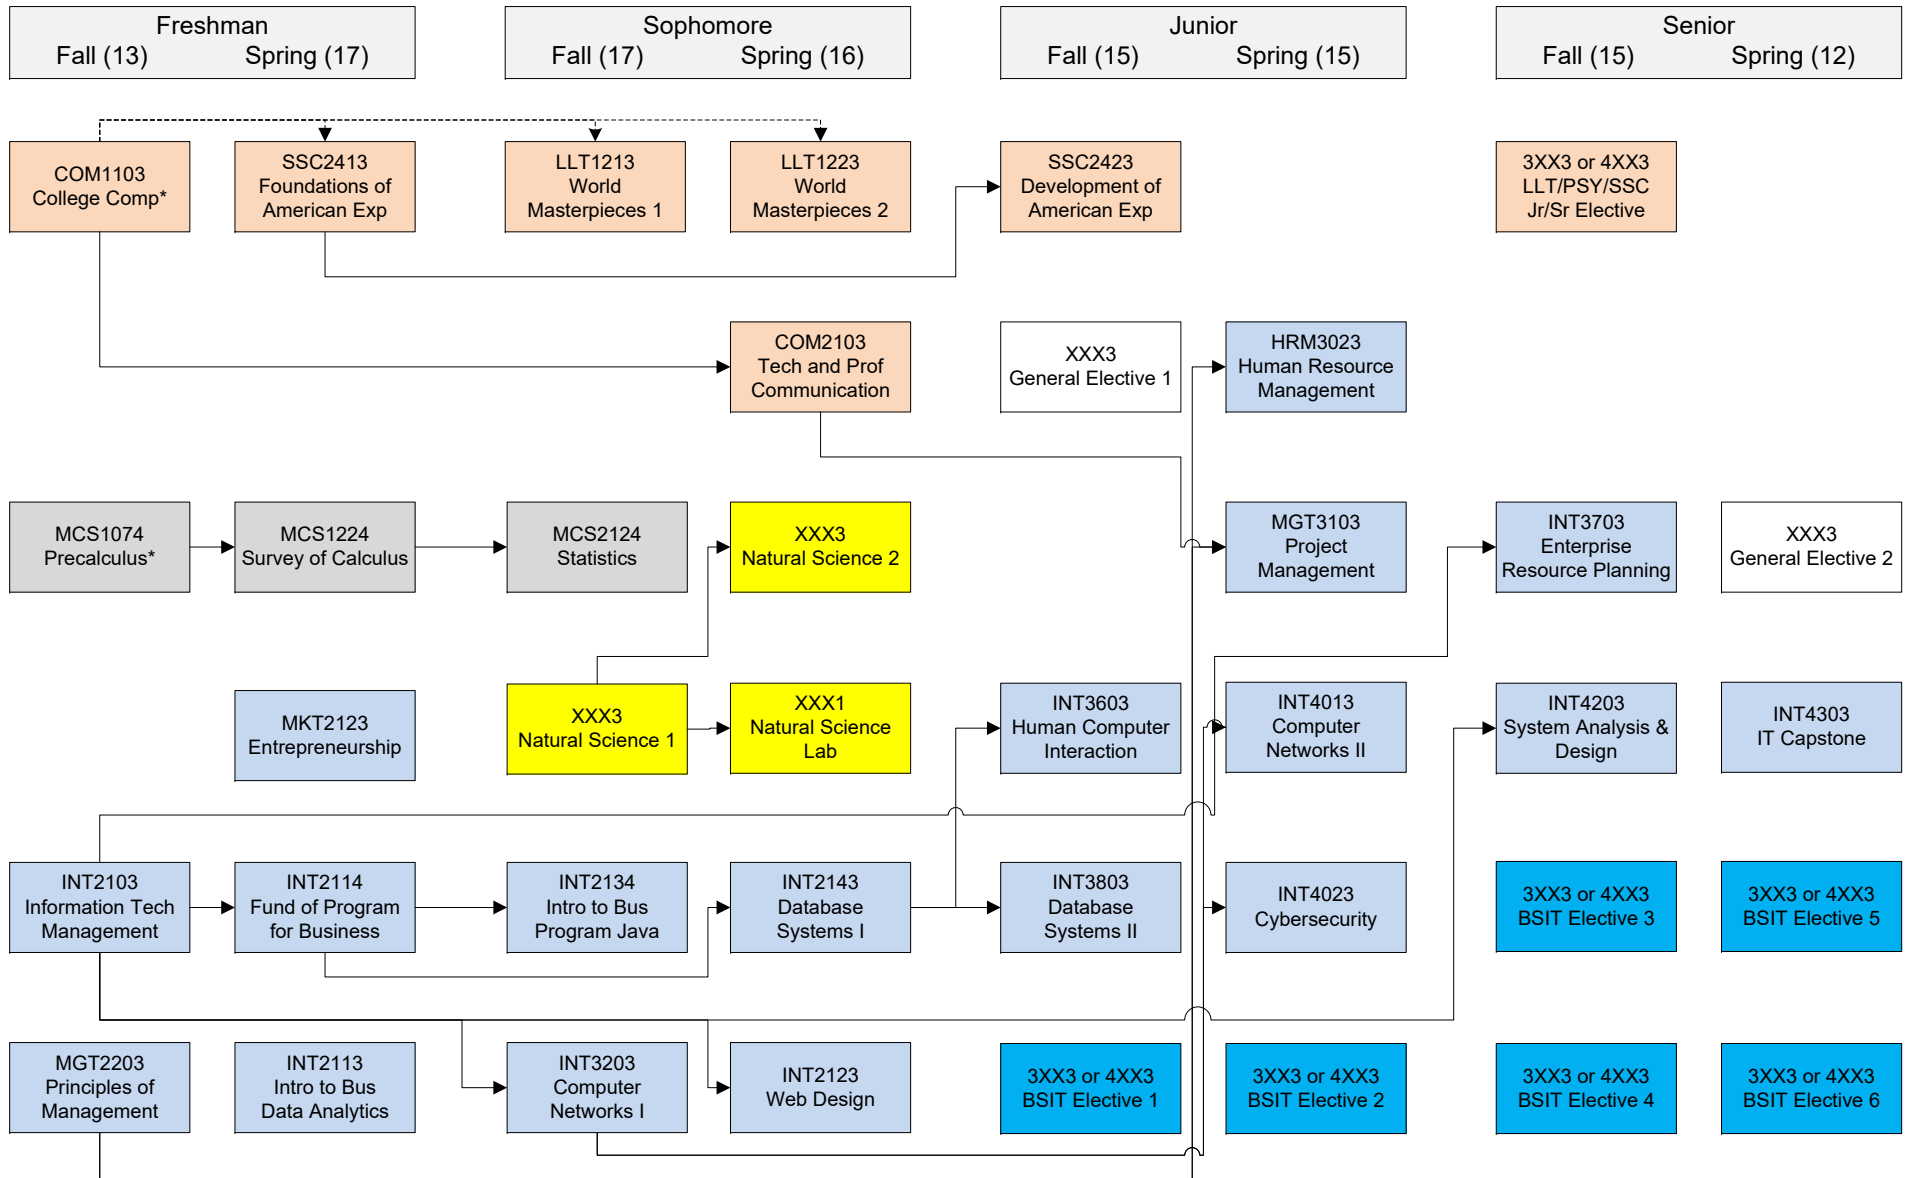 Freshman
Fall (13) Spring (17)
Sophomore
Fall (17) Spring (16)
Junior
Fall (15) Spring (15)
Senior
Fall (15) Spring (12)
COM1103
College Comp*
SSC2413
Foundations of
American Exp
LLT1213
World
Masterpieces 1
LLT1223
World
Masterpieces 2
SSC2423
Development of
American Exp
3XX3 or 4XX3
LLT/PSY/SSC
Jr/Sr Elective
COM2103
Tech and Prof
Communication
XXX3
General Elective 1
HRM3023
Human Resource
Management
MCS1074
Precalculus*
MCS1224
Survey of Calculus
MCS2124
Statistics
XXX3
Natural Science 2
MGT3103
Project
Management
INT3703
Enterprise
Resource Planning
XXX3
General Elective 2
MKT2123
Entrepreneurship
XXX3
Natural Science 1
XXX1
Natural Science
Lab
INT3603
Human Computer
Interaction
INT4013
Computer
Networks II
INT4203
System Analysis &
Design
INT4303
IT Capstone
INT2103
Information Tech
Management
INT2114
Fund of Program
for Business
INT2134
Intro to Bus
Program Java
INT2143
Database
Systems I
INT3803
Database
Systems II
INT4023
Cybersecurity
3XX3 or 4XX3
BSIT Elective 3
3XX3 or 4XX3
BSIT Elective 5
MGT2203
Principles of
Management
INT2113
Intro to Bus
Data Analytics
INT3203
Computer
Networks I
INT2123
Web Design
3XX3 or 4XX3
BSIT Elective 1
3XX3 or 4XX3
BSIT Elective 2
3XX3 or 4XX3
BSIT Elective 4
3XX3 or 4XX3
BSIT Elective 6